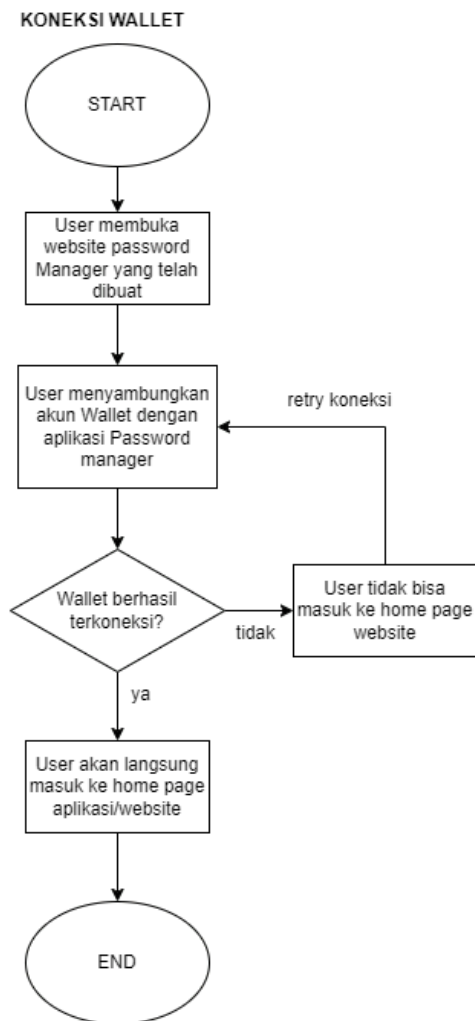 KONEKSI WALLET
START
User membuka
website password
Manager yang telah
dibuat
User menyambungkan
akun Wallet dengan
aplikasi Password
manager
retry koneksi
Wallet berhasil
terkoneksi?
tidak
User tidak bisa
masuk ke home page
website
ya
User akan langsung
masuk ke home page
aplikasi/website
END